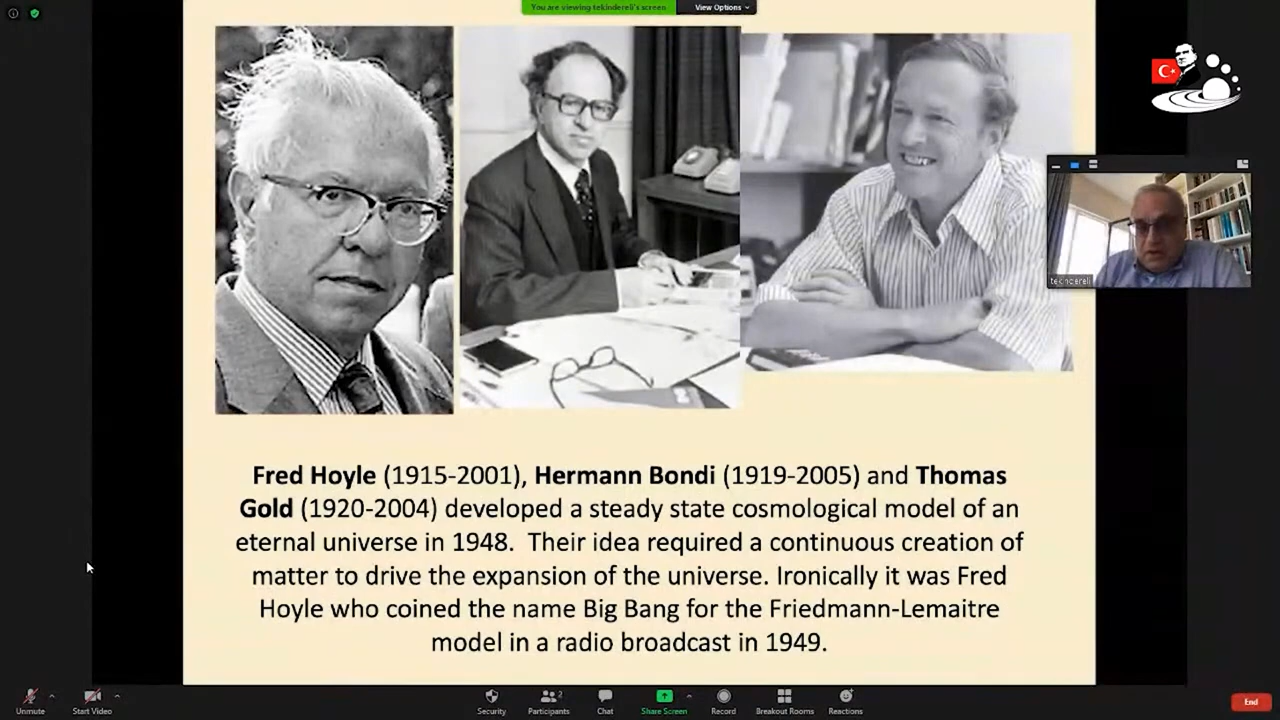 You are viewing tekindereli's screen
View Options
tekindereli
Fred Hoyle (1915-2001), Hermann Bondi (1919-2005) and Thomas
Gold (1920-2004) developed a steady state cosmological model of an
eternal universe in 1948. Their idea required a continuous creation of
matter to drive the expansion of the universe. Ironically it was Fred
Hoyle who coined the name Big Bang for the Friedmann-Lemaitre
model in a radio broadcast in 1949.
Unmute
Start Video
Security
Participants
2
Chat
Share Screen
Record
Breakout Rooms
Reactions
End